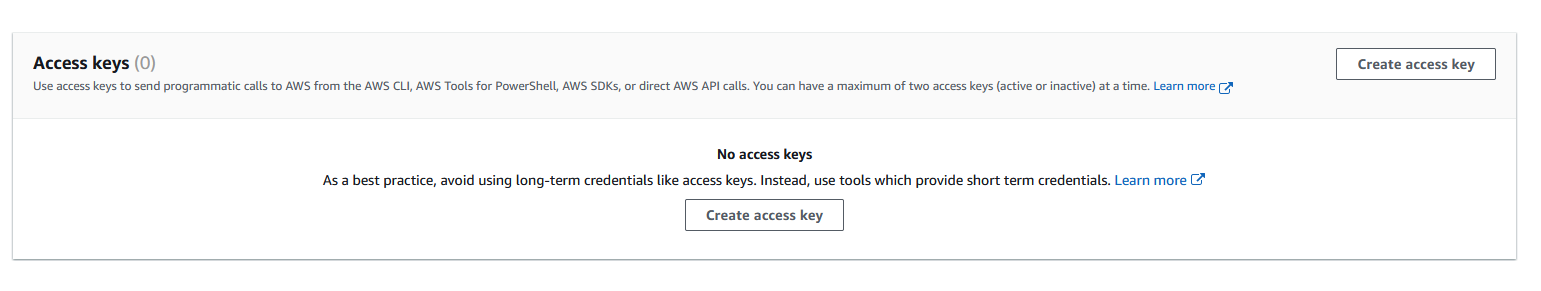 Access keys (0)
Create access key
Use access keys to send programmatic calls to AWS from the AWS CLI, AWS Tools for PowerShell, AWS SDKs, or direct AWS API calls. You can have a maximum of two access keys (active or inactive) at a time. Learn more
No access keys
As a best practice, avoid using long-term credentials like access keys. Instead, use tools which provide short term credentials. Learn more
Create access key